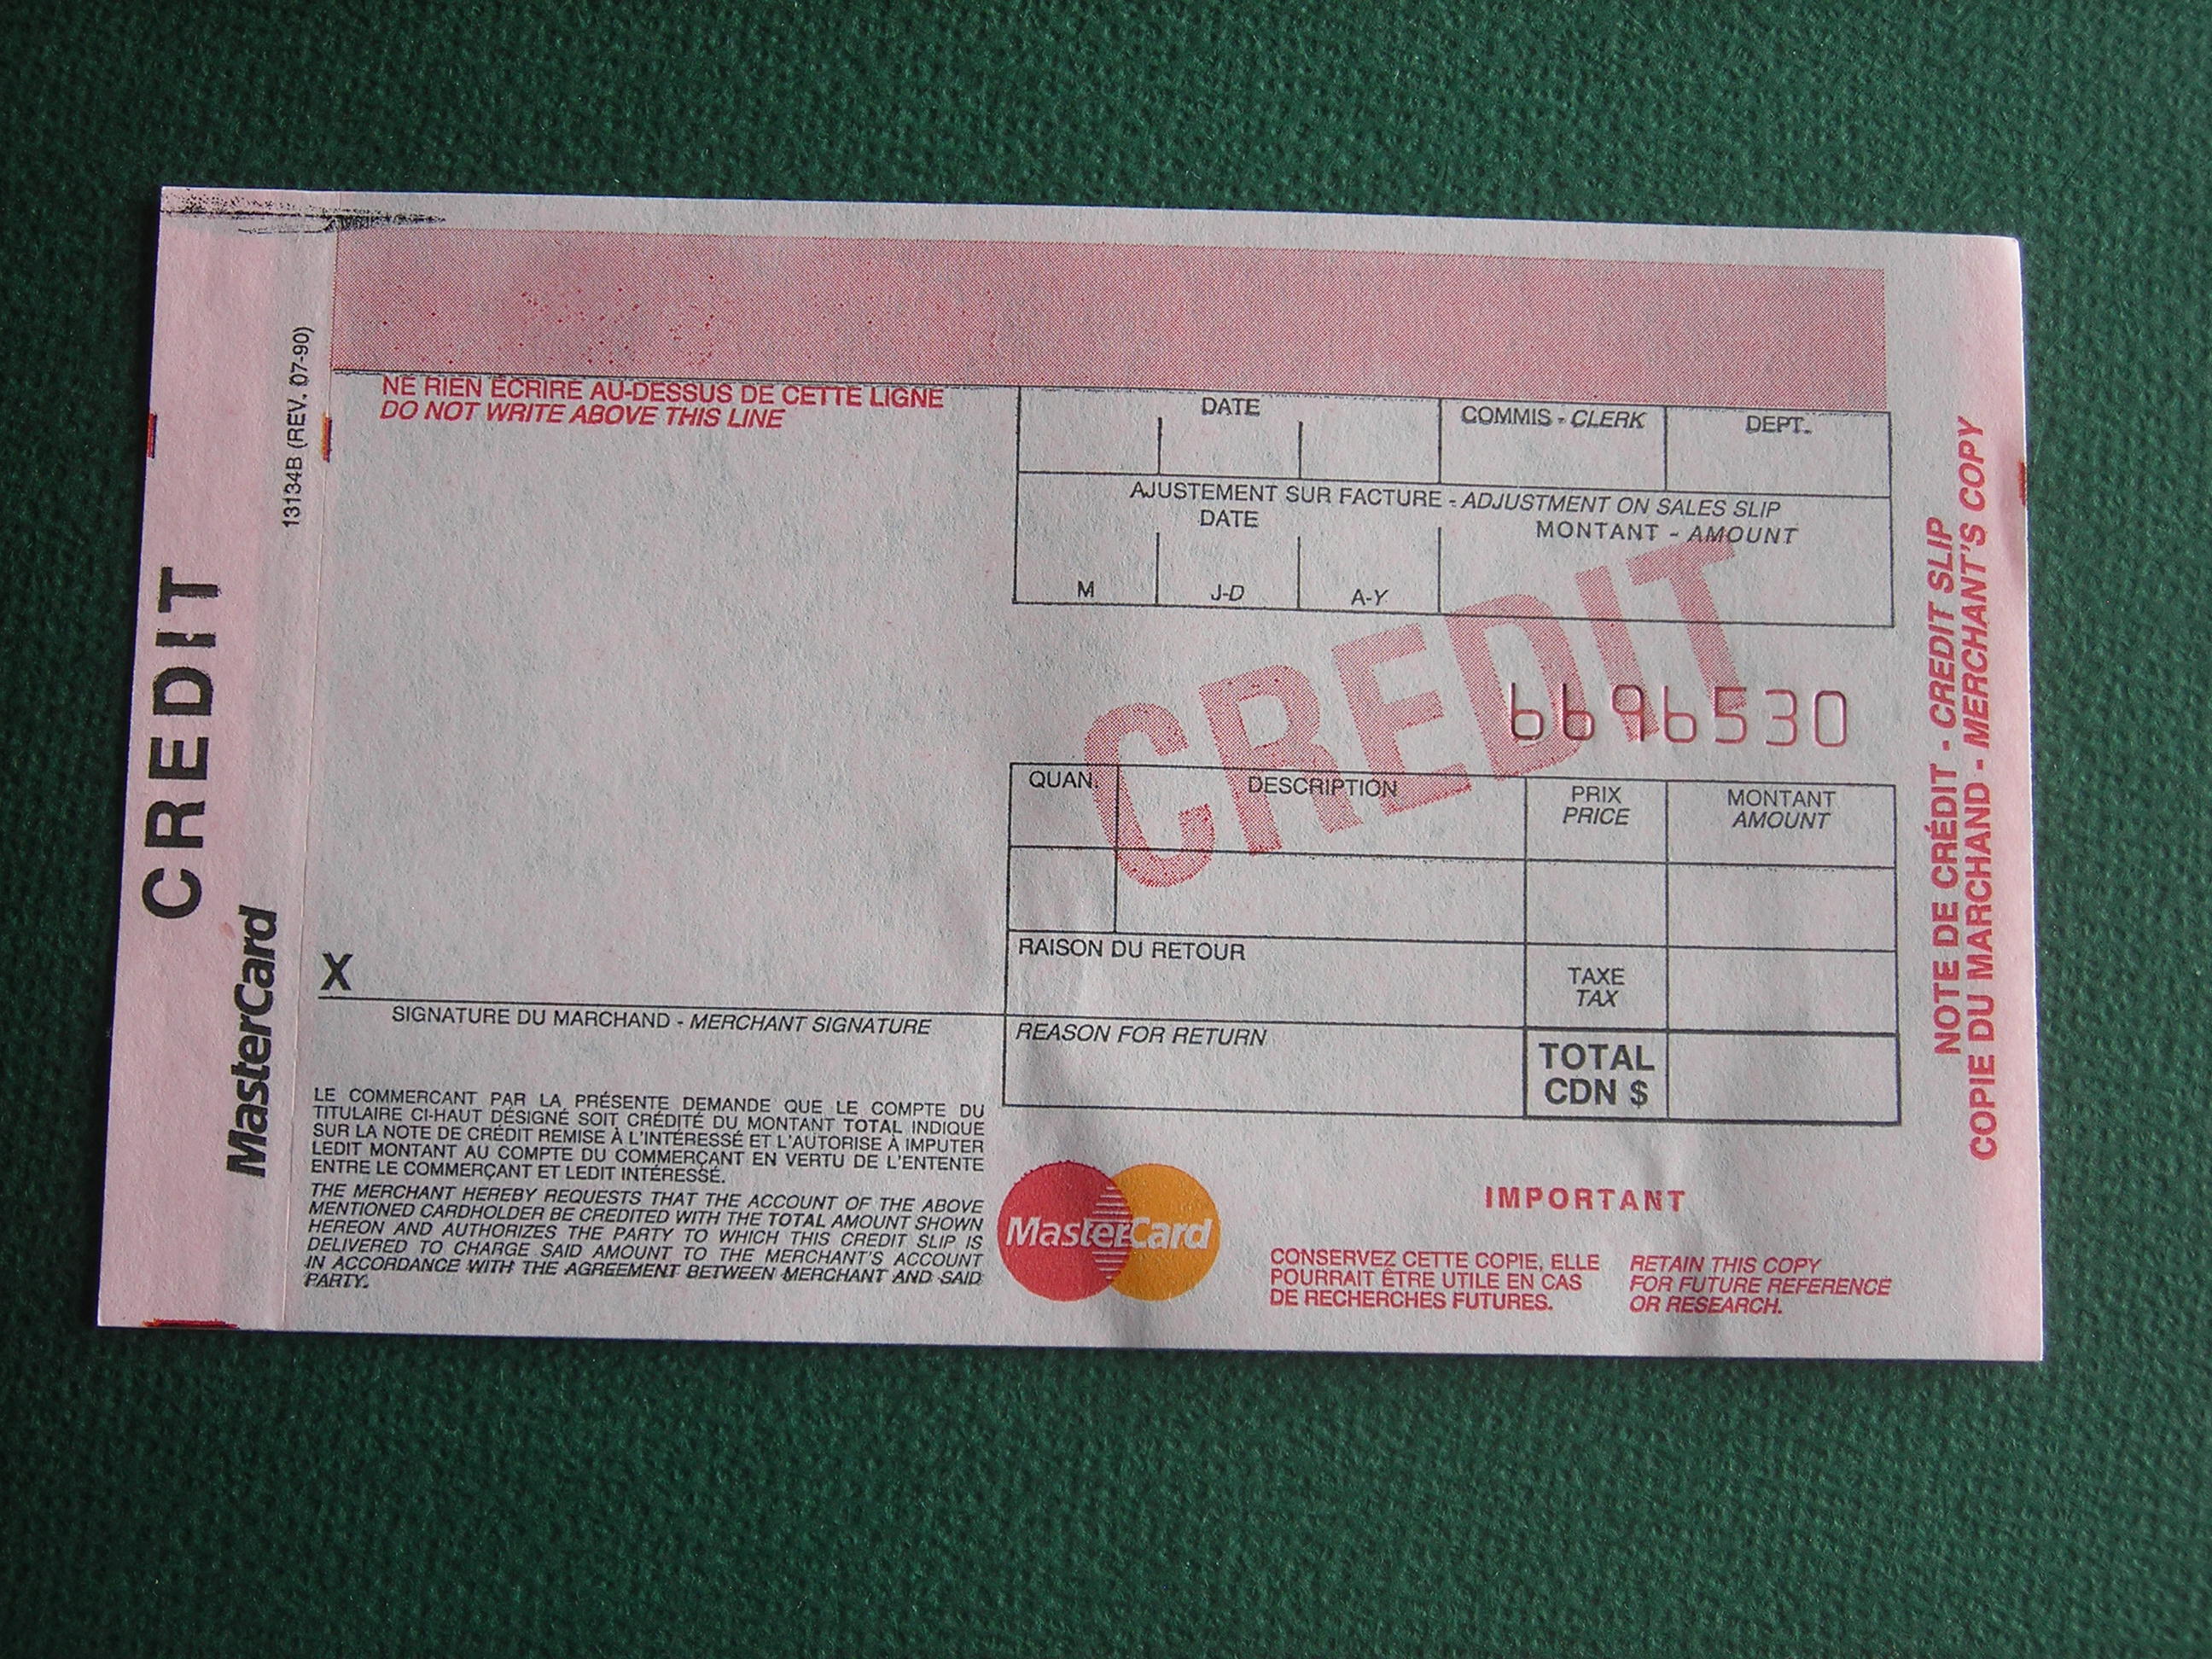 CREDIT
MasterCard
13134B (REV. 07-90)
NE RIEN ÉCRIRE AU-DESSUS DE CETTE LIGNE
DO NOT WRITE ABOVE THIS LINE
DATE
COMMIS - CLERK
DEPT.
AJUSTEMENT SUR FACTURE - ADJUSTMENT ON SALES SLIP
DATE
MONTANT - AMOUNT
M
J-D
A-Y
CREDIT
6696530
QUAN.
DESCRIPTION
PRIX
PRICE
MONTANT
AMOUNT
RAISON DU RETOUR
TAXE
TAX
REASON FOR RETURN
TOTAL
CDN $
X
SIGNATURE DU MARCHAND - MERCHANT SIGNATURE
LE COMMERCANT PAR LA PRÉSENTE DEMANDE QUE LE COMPTE DU
TITULAIRE CI-HAUT DÉSIGNÉ SOIT CRÉDITÉ DU MONTANT TOTAL INDIQUE
SUR LA NOTE DE CRÉDIT REMISE À L'INTÉRESSÉ ET L'AUTORISE À IMPUTER
LEDIT MONTANT AU COMPTE DU COMMERÇANT EN VERTU DE L'ENTENTE
ENTRE LE COMMERÇANT ET LEDIT INTÉRESSÉ.
THE MERCHANT HEREBY REQUESTS THAT THE ACCOUNT OF THE ABOVE
MENTIONED CARDHOLDER BE CREDITED WITH THE TOTAL AMOUNT SHOWN
HEREON AND AUTHORIZES THE PARTY TO WHICH THIS CREDIT SLIP IS
DELIVERED TO CHARGE SAID AMOUNT TO THE MERCHANT'S ACCOUNT
IN ACCORDANCE WITH THE AGREEMENT BETWEEN MERCHANT AND SAID
PARTY.
MasterCard
IMPORTANT
CONSERVEZ CETTE COPIE, ELLE
POURRAIT ÊTRE UTILE EN CAS
DE RECHERCHES FUTURES.
RETAIN THIS COPY
FOR FUTURE REFERENCE
OR RESEARCH.
NOTE DE CRÉDIT - CREDIT SLIP
COPIE DU MARCHAND - MERCHANT'S COPY